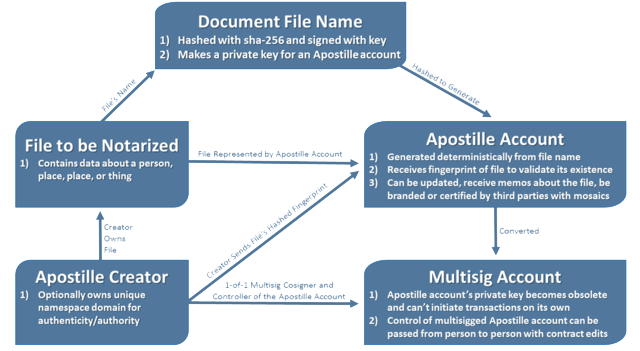 Document File Name
1) Hashed with sha-256 and signed with key
2) Makes a private key for an Apostille account
File's Name
Hashed to Generate
File to be Notarized
1) Contains data about a person,
place, place, or thing
File Represented by Apostille Account
Apostille Account
1) Generated deterministically from file name
2) Receives fingerprint of file to validate its existence
3) Can be updated, receive memos about the file, be
branded or certified by third parties with mosaics
Creator
Owns
File
Creator Sends File's Hashed Fingerprint
Converted
Apostille Creator
1) Optionally owns unique
namespace domain for
authenticity/authority
1-of-1 Multisig Cosigner and
Controller of the Apostille Account
Multisig Account
1) Apostille account's private key becomes obsolete
and can't initiate transactions on its own
2) Control of multisigged Apostille account can be
passed from person to person with contract edits